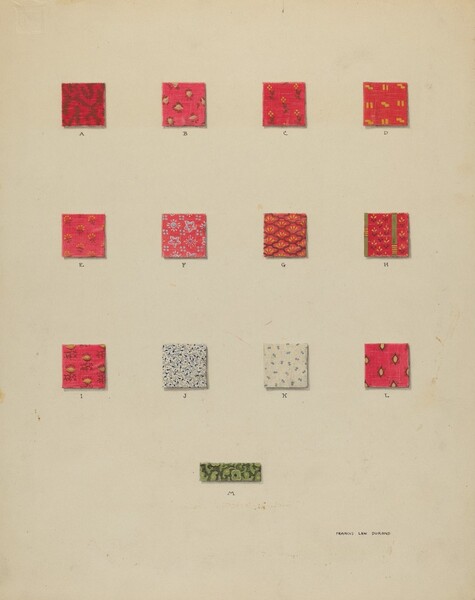 A B C D
E F G H
I J K L
M
FRANCIS LAW DURAND